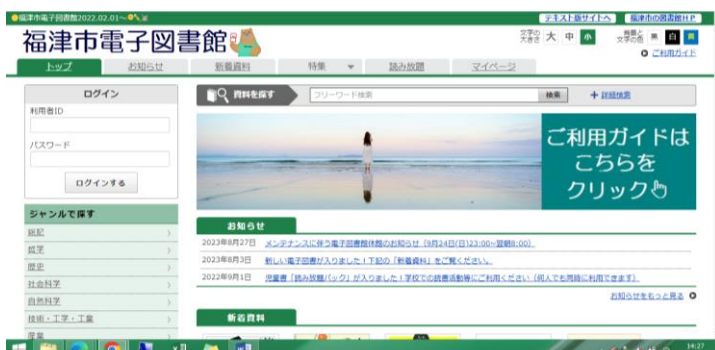 福津市電子図書館2022.02.01～
テキスト版サイトへ
福津市の図書館HP
福津市電子図書館
文字の大きさ 大 中 小
背景と文字の色 黒 白 黄
ご利用ガイド
トップ
お知らせ
新着資料
特集
読み放題
マイページ
ログイン
利用者ID
パスワード
ログインする
資料を探す
フリーワード検索
検索
+ 詳細検索
ご利用ガイドは
こちらを
クリック
ジャンルで探す
総記
哲学
歴史
社会科学
自然科学
技術・工学・工業
産業
お知らせ
2023年8月27日 メンテナンスに伴う電子図書館休館のお知らせ（9月24日(日)23:00~翌朝8:00）
2023年8月3日 新しい電子図書が入りました！下記の「新着資料」をご覧ください。
2022年9月1日 児童書「読み放題パック」が入りました！学校での読書活動等にご利用ください（何人でも同時に利用できます）
お知らせをもっと見る
新着資料
14:27